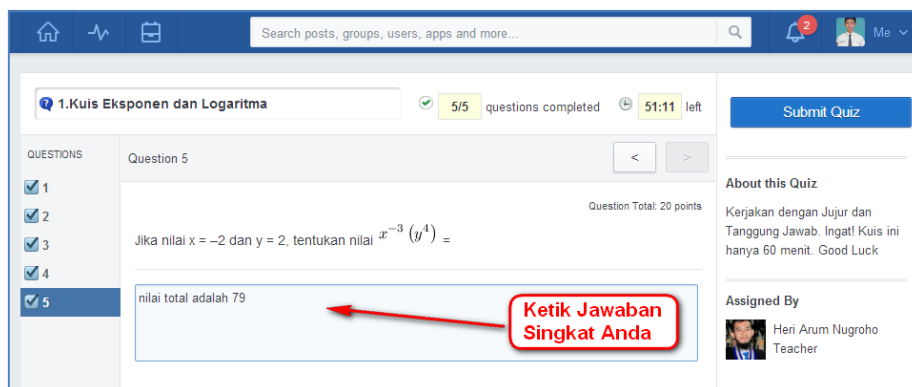 Search posts, groups, users, apps and more...
2
Me
1.Kuis Eksponen dan Logaritma
5/5 questions completed
51:11 left
Submit Quiz
QUESTIONS
1
2
3
4
5
Question 5
<
>
Question Total: 20 points
Jika nilai x = –2 dan y = 2, tentukan nilai x⁻³ (y⁴) =
nilai total adalah 79
Ketik Jawaban
Singkat Anda
About this Quiz
Kerjakan dengan Jujur dan
Tanggung Jawab. Ingat! Kuis ini
hanya 60 menit. Good Luck
Assigned By
Heri Arum Nugroho
Teacher